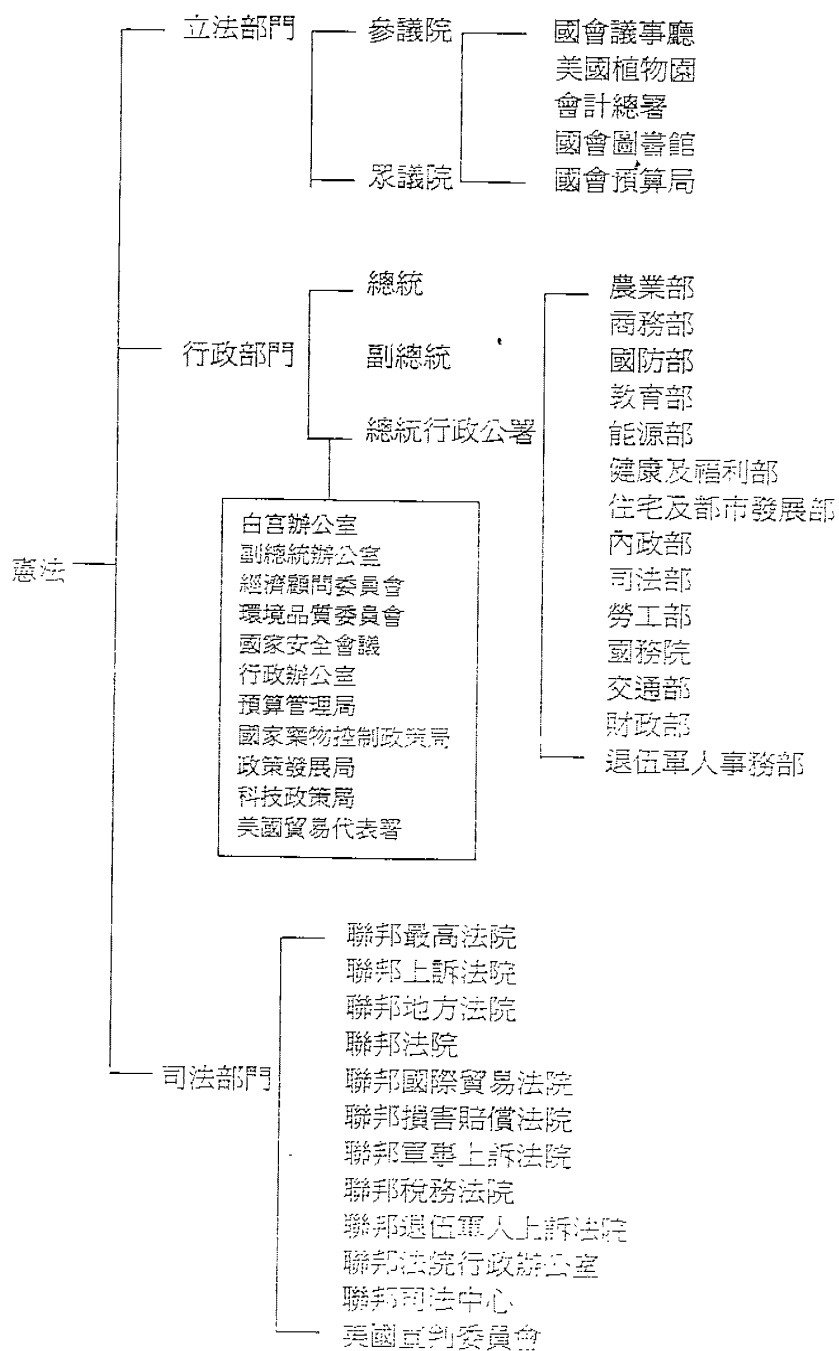 憲法
立法部門
參議院
眾議院
國會議事廳
美國植物園
會計總署
國會圖書館
國會預算局
行政部門
總統
副總統
總統行政公署
白宮辦公室
副總統辦公室
經濟顧問委員會
環境品質委員會
國家安全會議
行政辦公室
預算管理局
國家藥物控制政策局
政策發展局
科技政策局
美國貿易代表署
農業部
商務部
國防部
教育部
能源部
健康及福利部
住宅及都市發展部
內政部
司法部
勞工部
國務院
交通部
財政部
退伍軍人事務部
司法部門
聯邦最高法院
聯邦上訴法院
聯邦地方法院
聯邦法院
聯邦國際貿易法院
聯邦損害賠償法院
聯邦軍事上訴法院
聯邦稅務法院
聯邦退伍軍人上訴法院
聯邦法院行政辦公室
聯邦司法中心
美國宣判委員會